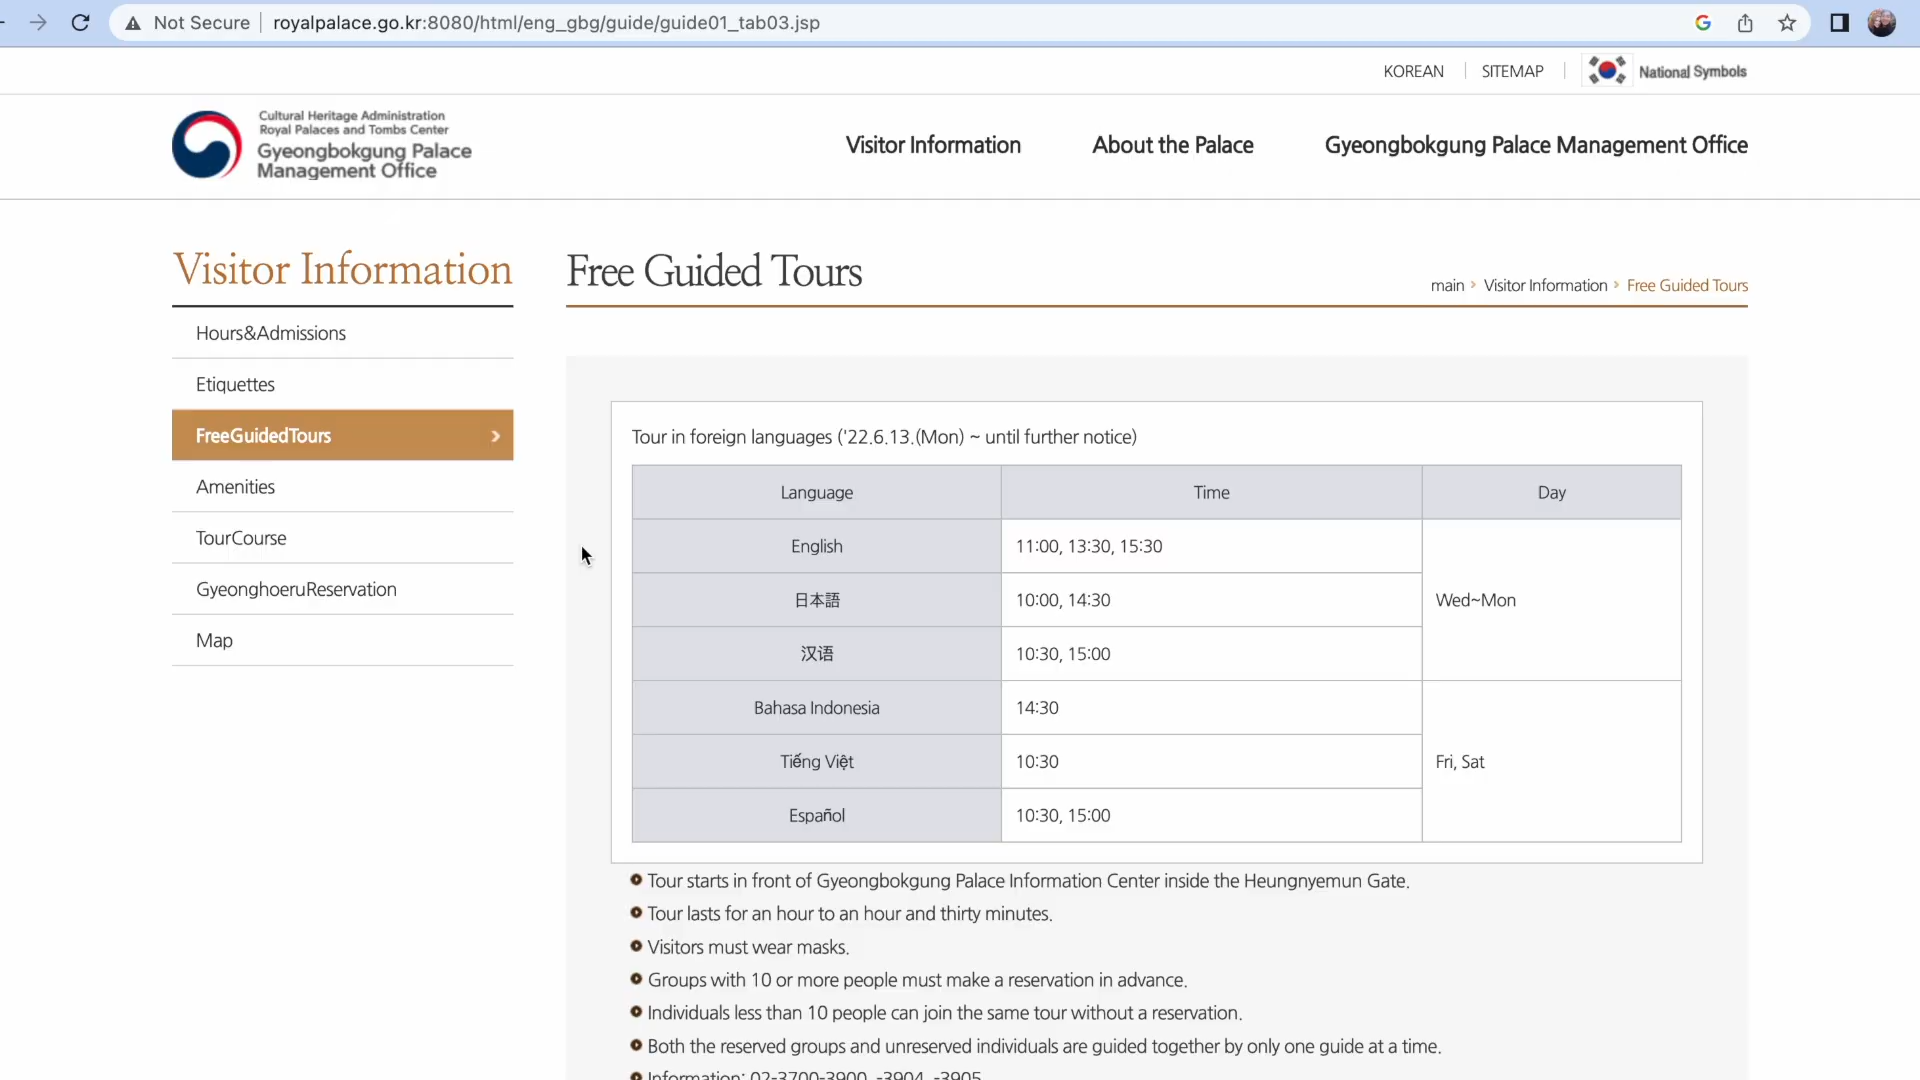 Not Secure royalpalace.go.kr:8080/html/eng_gbg/guide/guide01_tab03.jsp
KOREAN SITEMAP National Symbols
Cultural Heritage Administration
Royal Palaces and Tombs Center
Gyeongbokgung Palace
Management Office
Visitor Information About the Palace Gyeongbokgung Palace Management Office
Visitor Information
Hours&Admissions
Etiquettes
FreeGuidedTours
Amenities
TourCourse
GyeonghoeruReservation
Map
Free Guided Tours
main Visitor Information Free Guided Tours
Tour in foreign languages ('22.6.13.(Mon) ~ until further notice)
Language Time Day
English 11:00, 13:30, 15:30
日本語 10:00, 14:30 Wed~Mon
汉语 10:30, 15:00
Bahasa Indonesia 14:30
Tiếng Việt 10:30 Fri, Sat
Español 10:30, 15:00
Tour starts in front of Gyeongbokgung Palace Information Center inside the Heungnyemun Gate.
Tour lasts for an hour to an hour and thirty minutes.
Visitors must wear masks.
Groups with 10 or more people must make a reservation in advance.
Individuals less than 10 people can join the same tour without a reservation.
Both the reserved groups and unreserved individuals are guided together by only one guide at a time.
Information: 02-3700-3900, -3904, -3905